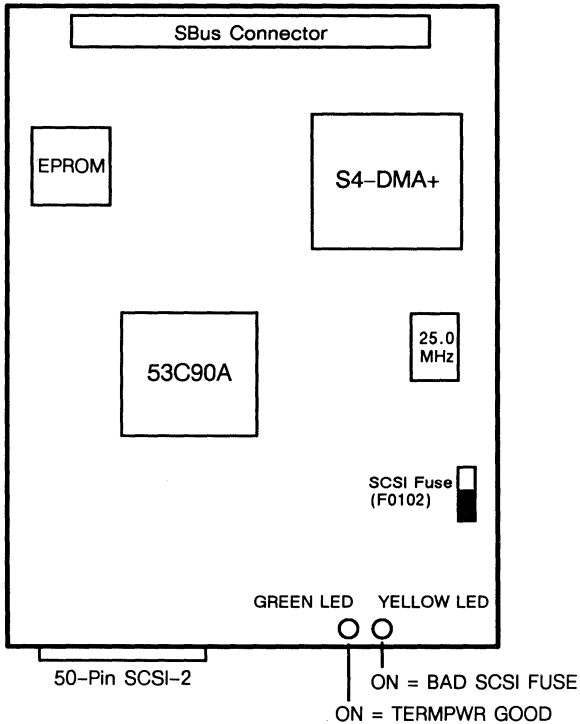 SBus Connector
EPROM
S4-DMA+
25.0
MHz
53C90A
SCSI Fuse
(F0102)
GREEN LED
YELLOW LED
50-Pin SCSI-2
ON = BAD SCSI FUSE
ON = TERMPWR GOOD